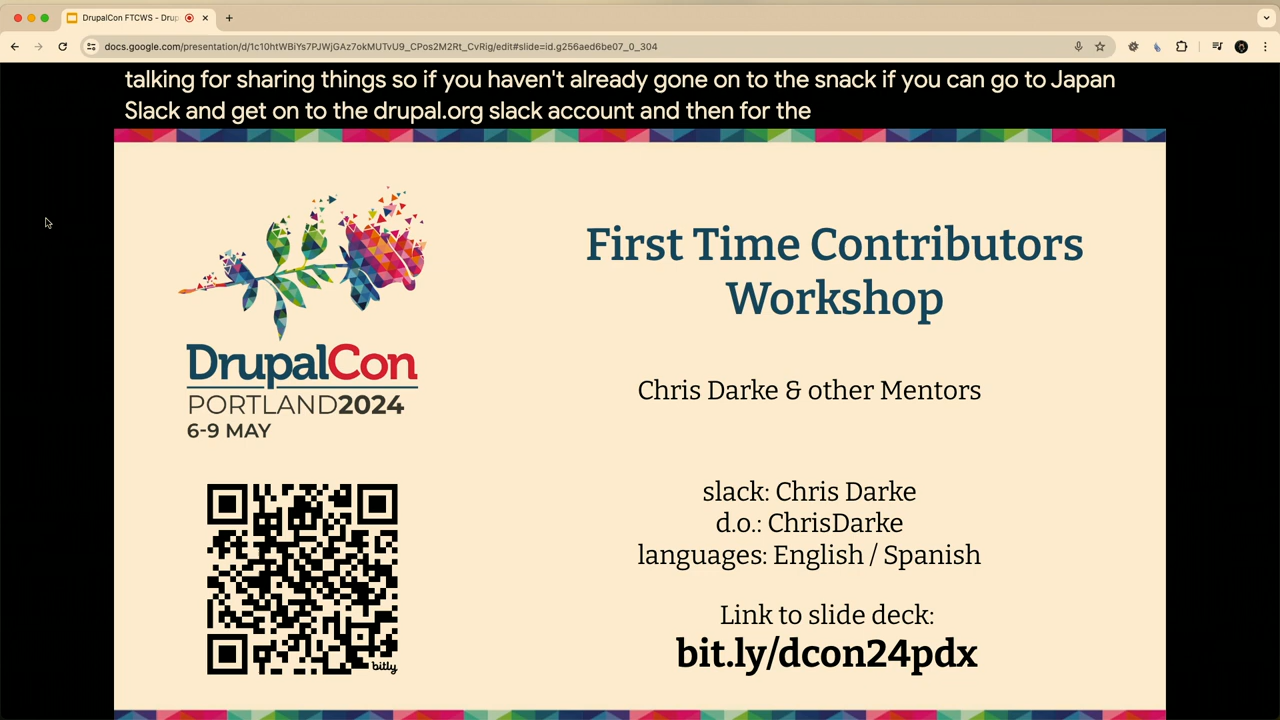 DrupalCon FTCWS - Drup
docs.google.com/presentation/d/1c10htWBiYs7PJWjGAz7okMUTvU9_CPos2M2Rt_CvRig/edit#slide=id.g256aed6be07_0_304
talking for sharing things so if you haven't already gone on to the snack if you can go to Japan
Slack and get on to the drupal.org slack account and then for the
DrupalCon
PORTLAND2024
6-9 MAY
bitly
First Time Contributors
Workshop
Chris Darke & other Mentors
slack: Chris Darke
d.o.: ChrisDarke
languages: English / Spanish
Link to slide deck:
bit.ly/dcon24pdx